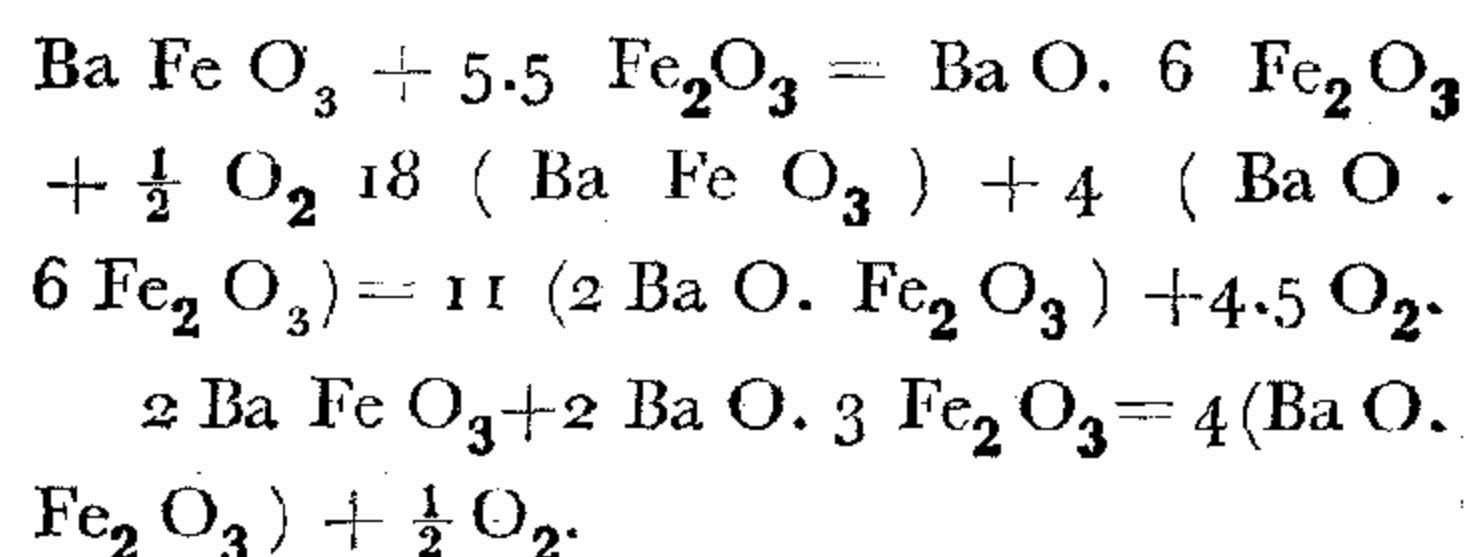 Ba Fe O₃ + 5.5 Fe₂O₃ = Ba O. 6 Fe₂ O₃
+ ½ O₂ 18 ( Ba Fe O₃ ) + 4 ( Ba O .
6 Fe₂ O₃) = 11 (2 Ba O. Fe₂ O₃ ) +4.5 O₂.
2 Ba Fe O₃+2 Ba O. 3 Fe₂ O₃= 4(Ba O.
Fe₂ O₃ ) + ½ O₂.